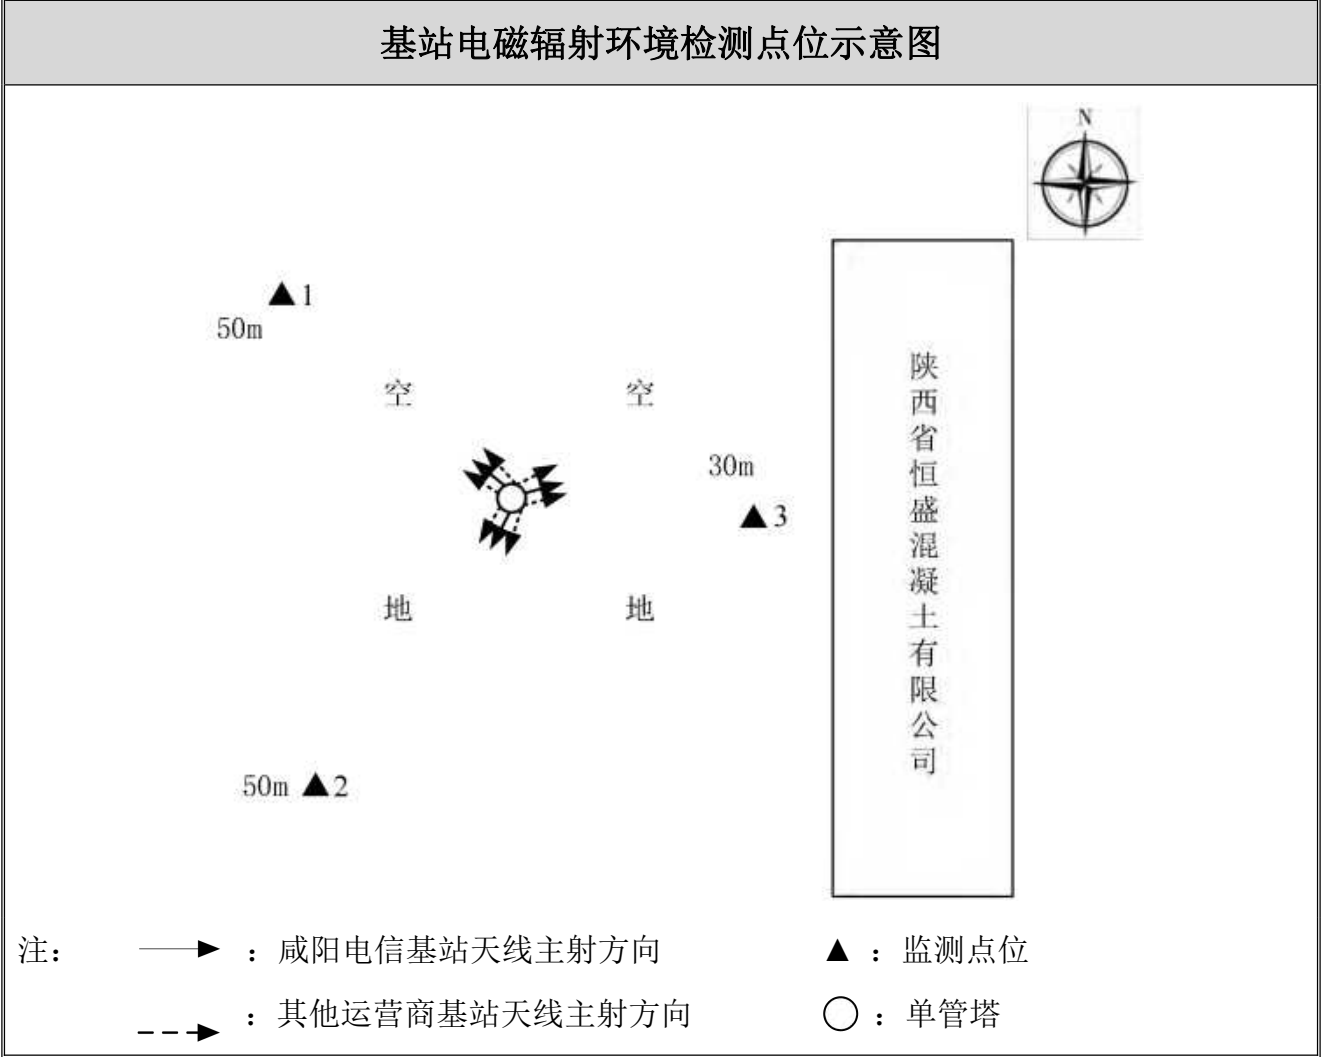 基站电磁辐射环境检测点位示意图
N
1
50m
空
空
30m
3
地
地
50m
2
陕西省恒盛混凝土有限公司
注：
：咸阳电信基站天线主射方向
：监测点位
：其他运营商基站天线主射方向
：单管塔